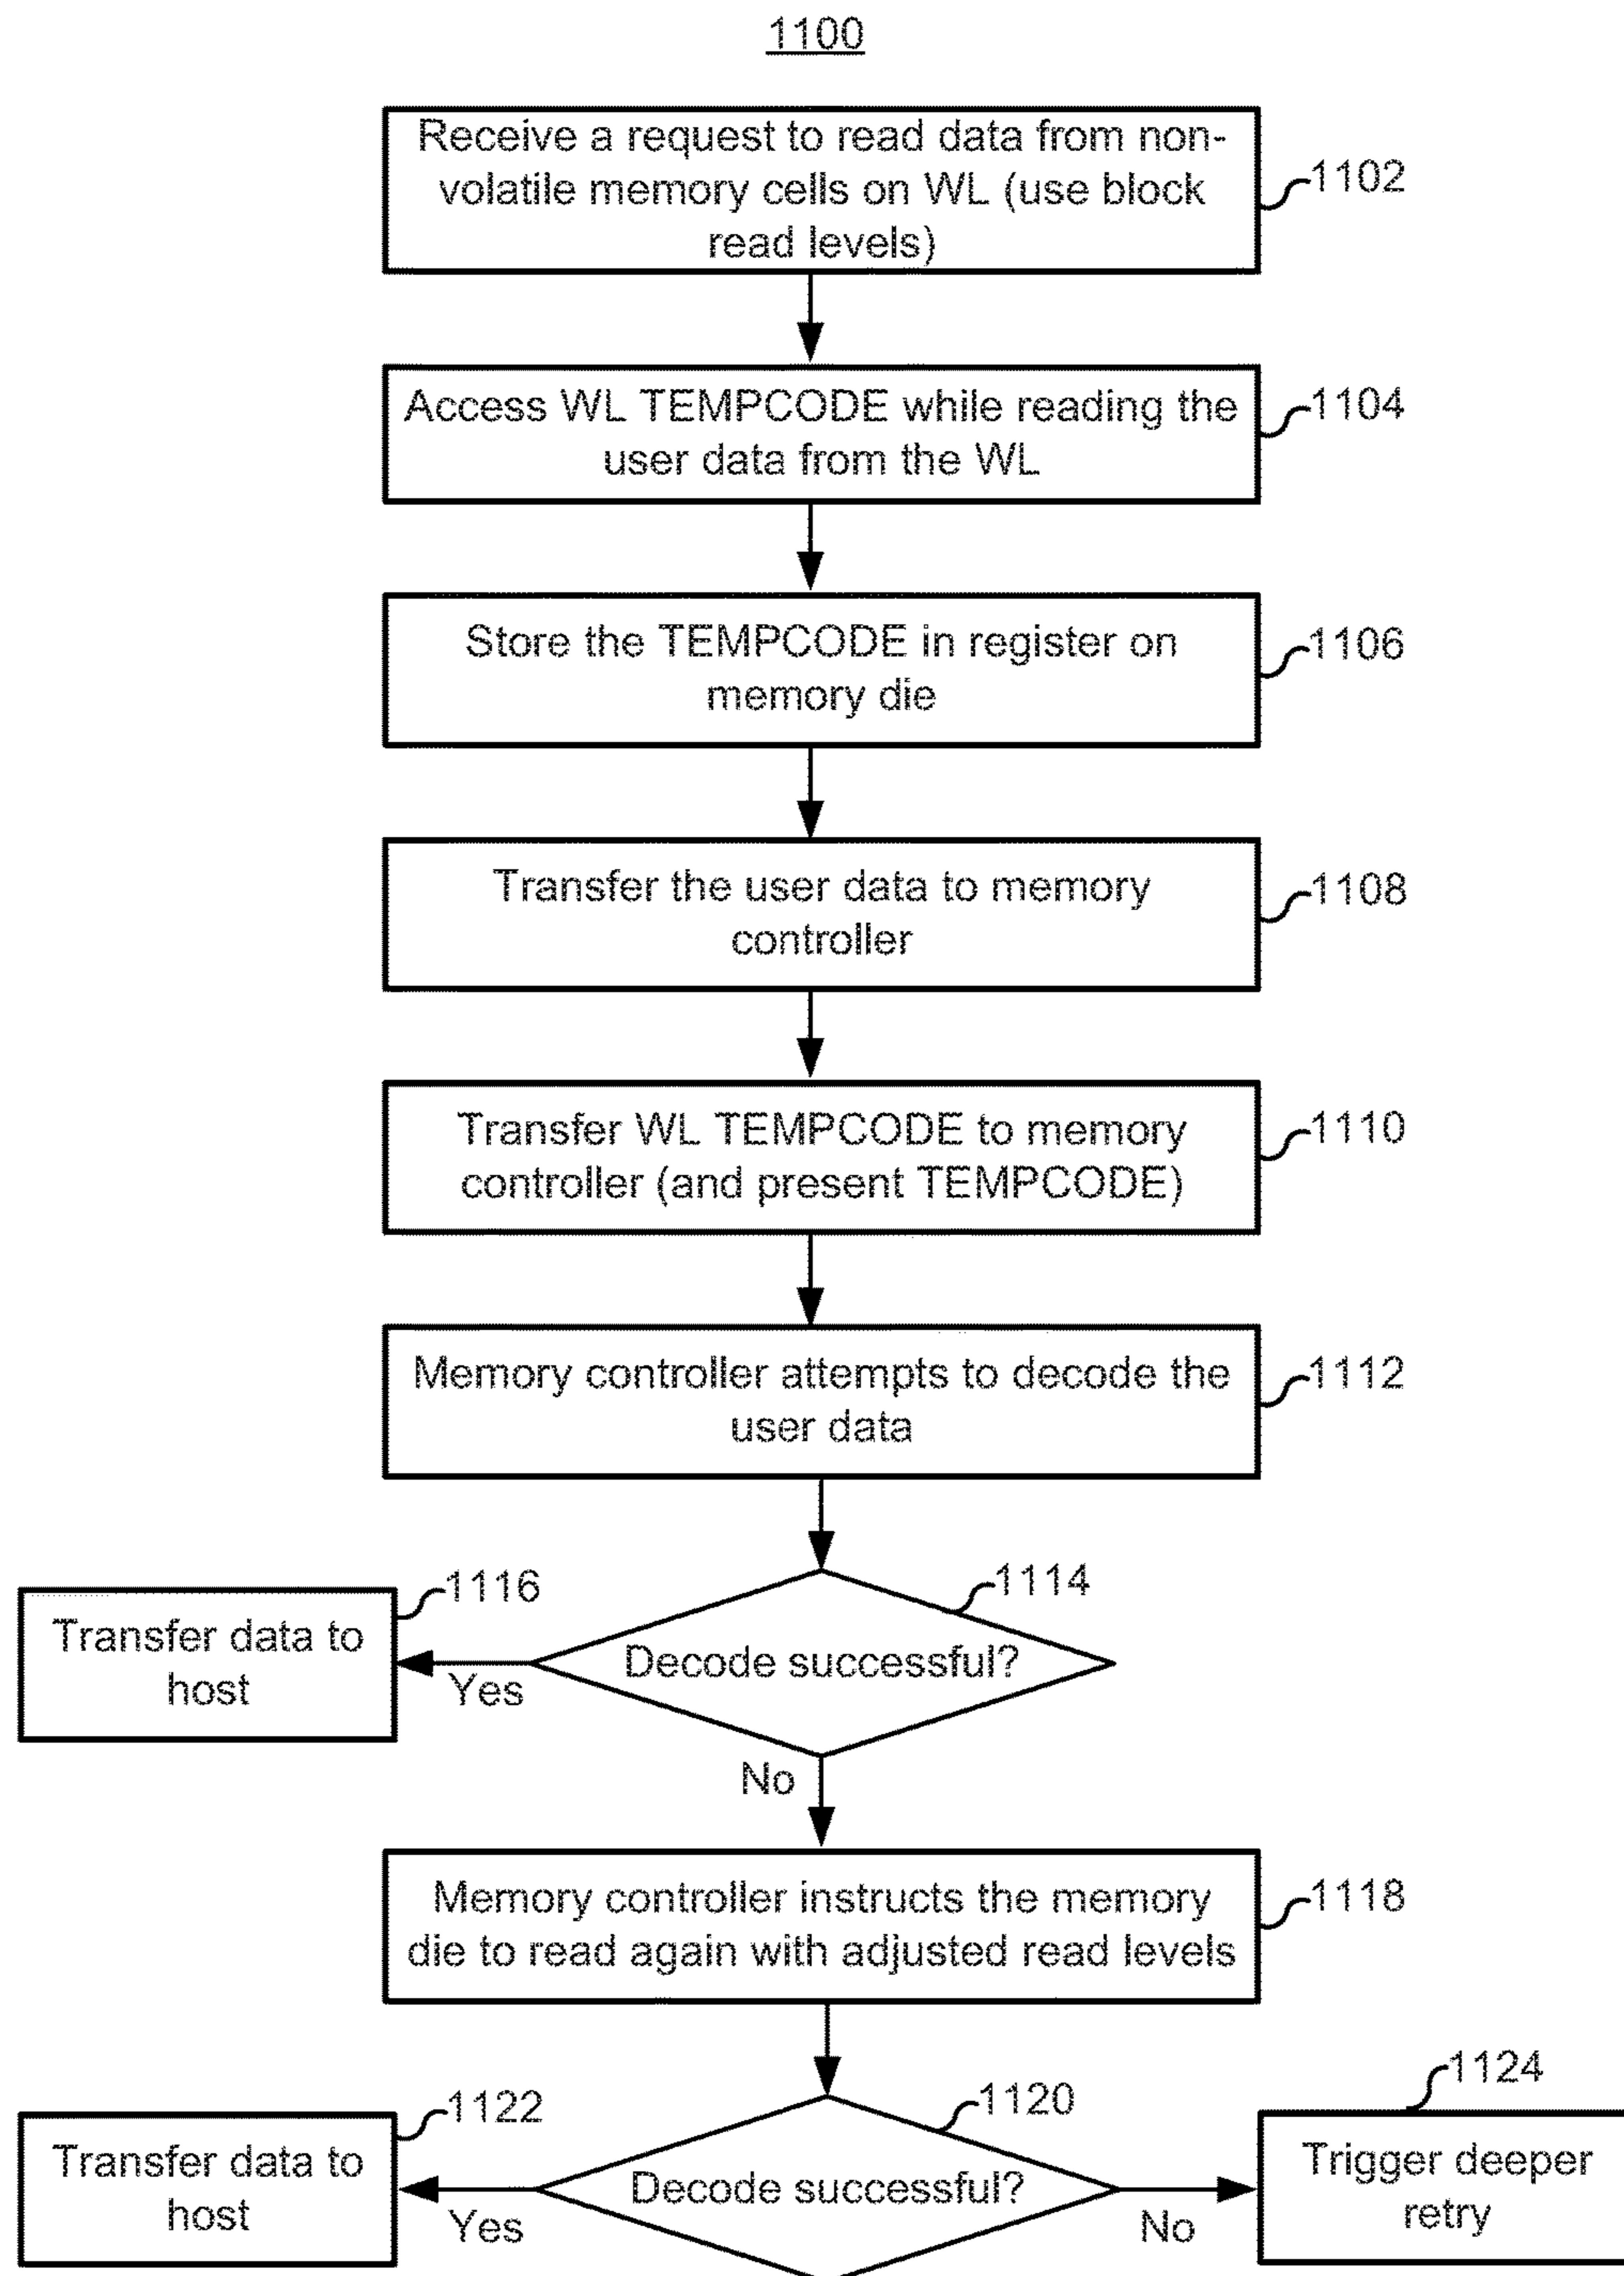 1100
Receive a request to read data from non-
volatile memory cells on WL (use block
read levels)
1102
Access WL TEMPCODE while reading the
user data from the WL
1104
Store the TEMPCODE in register on
memory die
1106
Transfer the user data to memory
controller
1108
Transfer WL TEMPCODE to memory
controller (and present TEMPCODE)
1110
Memory controller attempts to decode the
user data
1112
1116
1114
Transfer data to
host
Yes
Decode successful?
No
Memory controller instructs the memory
die to read again with adjusted read levels
1118
1122
1120
1124
Transfer data to
host
Yes
Decode successful?
No
Trigger deeper
retry